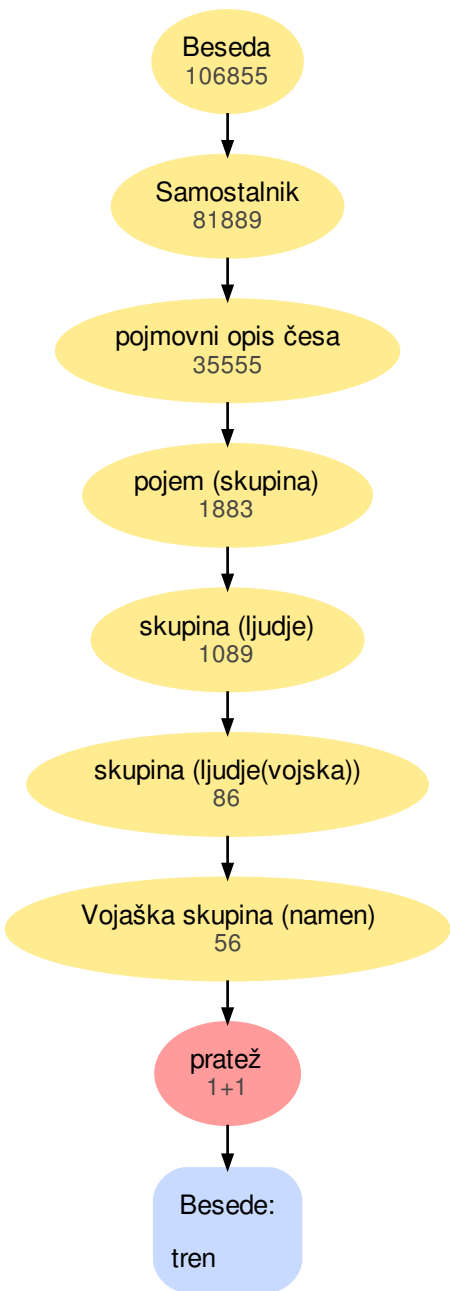 Beseda
106855
Samostalnik
81889
pojmovni opis česa
35555
pojem (skupina)
1883
skupina (ljudje)
1089
skupina (ljudje(vojska))
86
Vojaška skupina (namen)
56
pratež
1+1
Besede:
tren